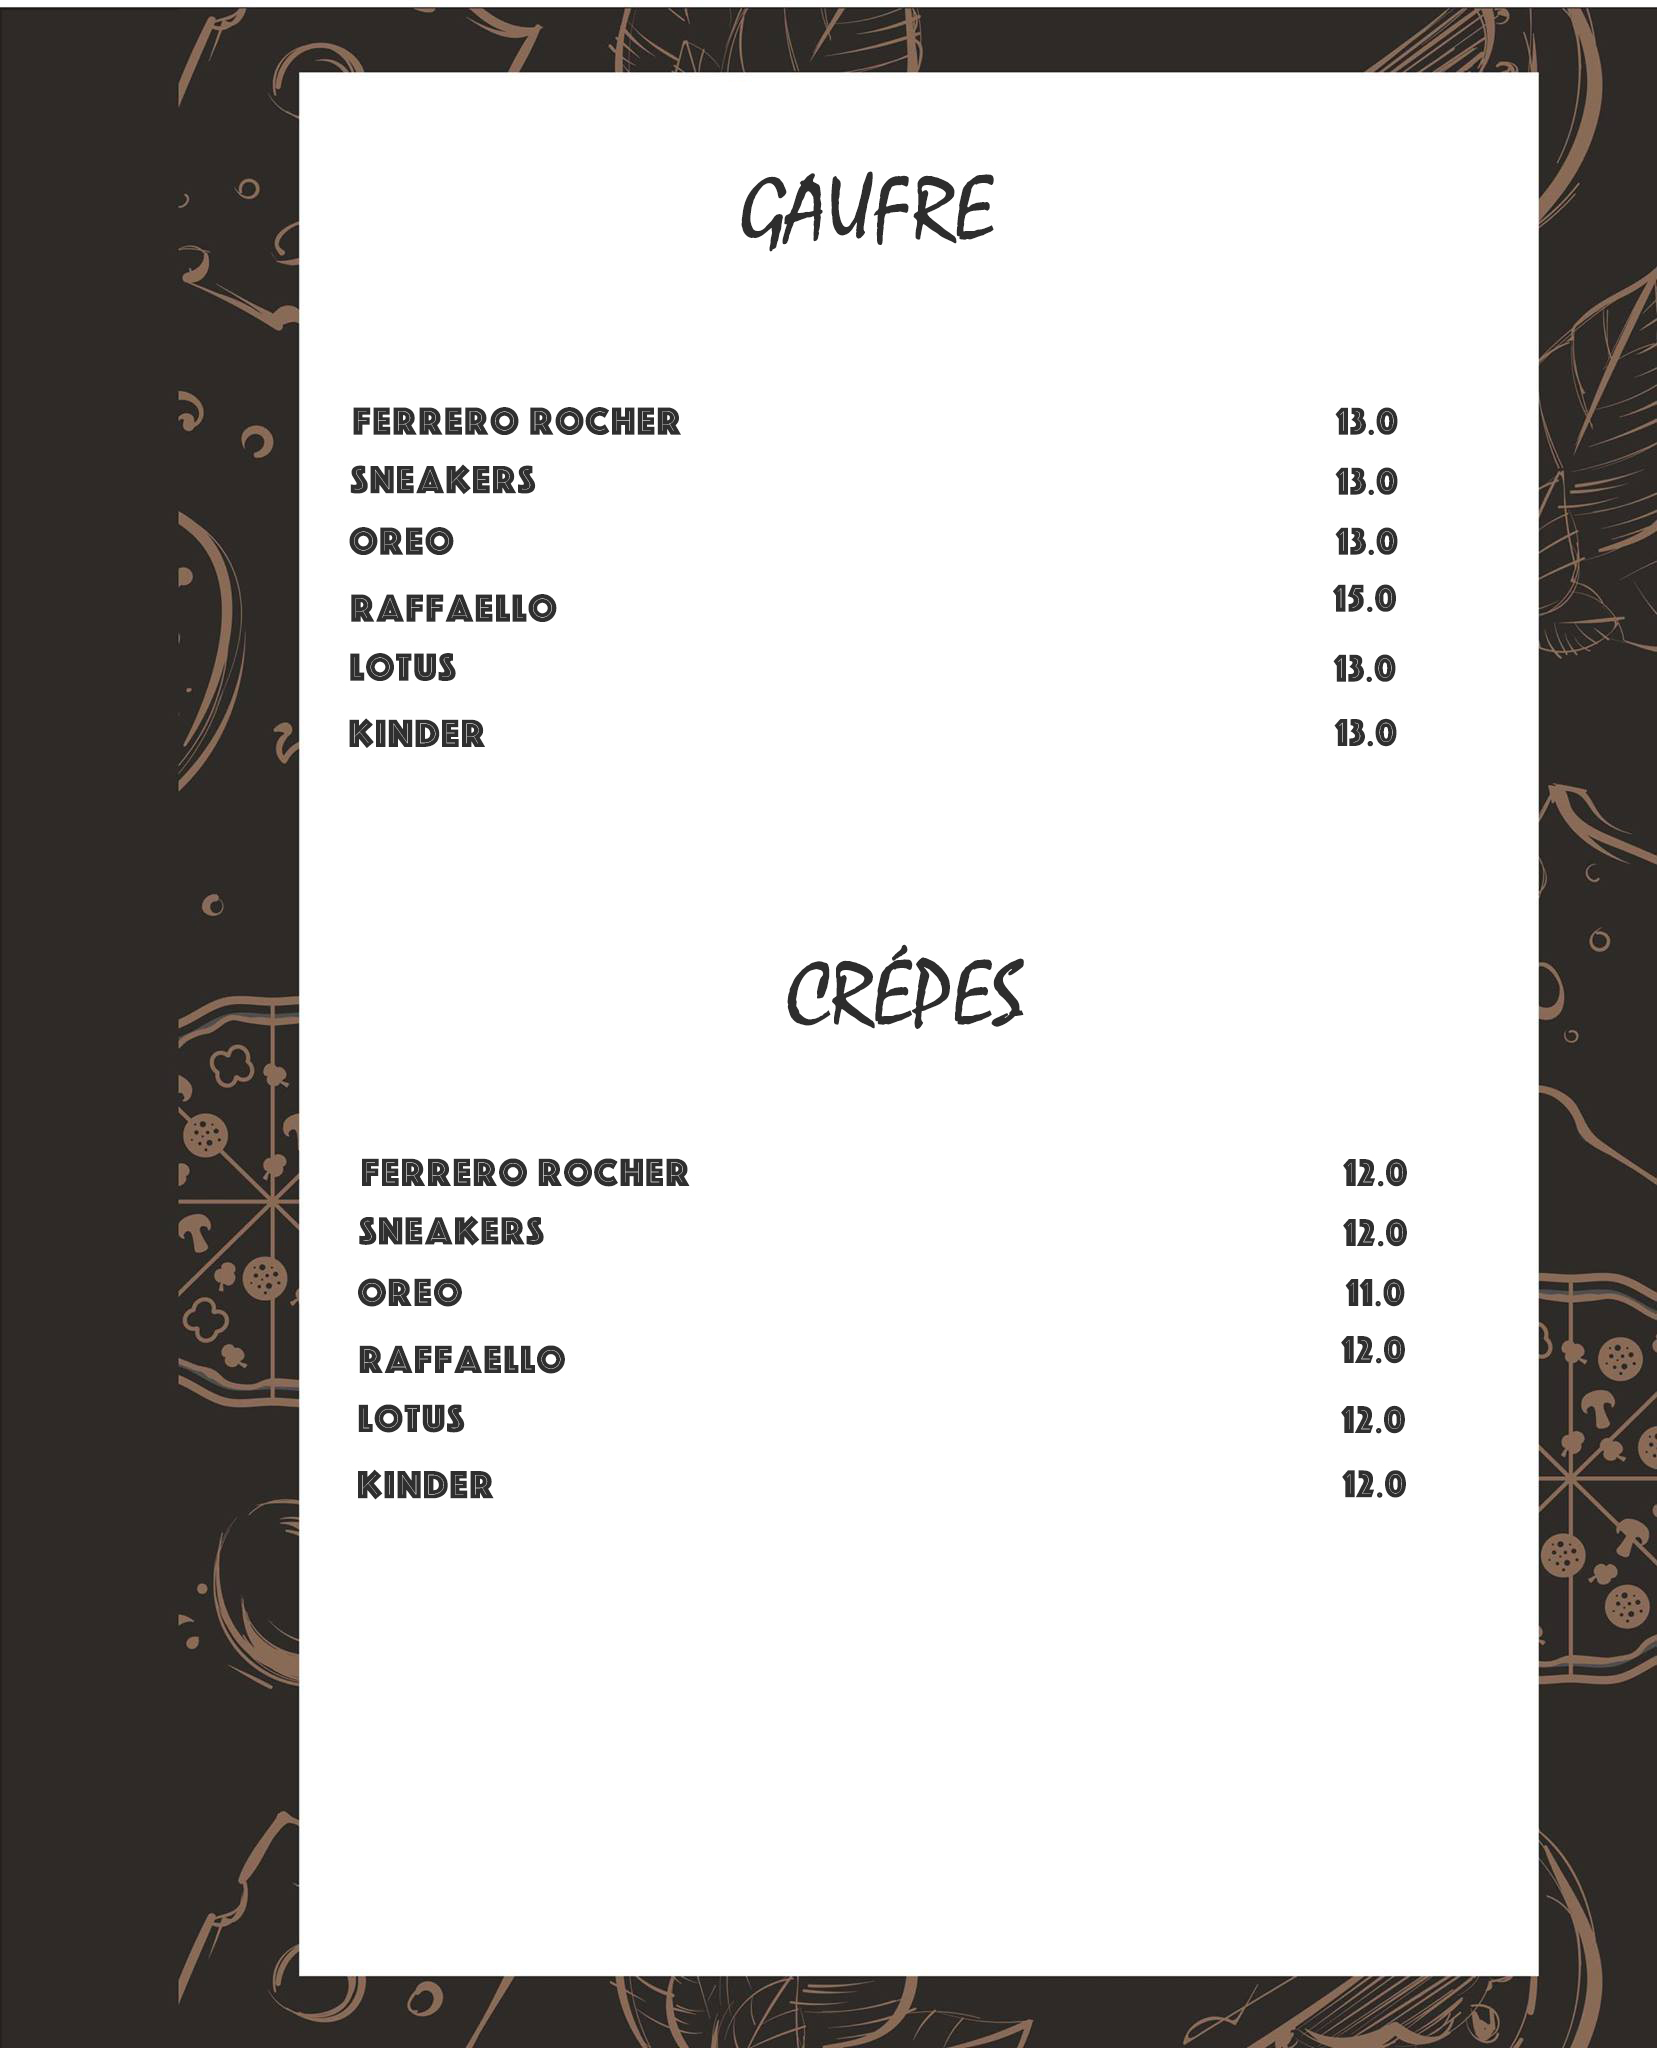 GAUFRE
FERRERO ROCHER 13.0
SNEAKERS 13.0
OREO 13.0
RAFFAELLO 15.0
LOTUS 13.0
KINDER 13.0
CRÉPES
FERRERO ROCHER 12.0
SNEAKERS 12.0
OREO 11.0
RAFFAELLO 12.0
LOTUS 12.0
KINDER 12.0